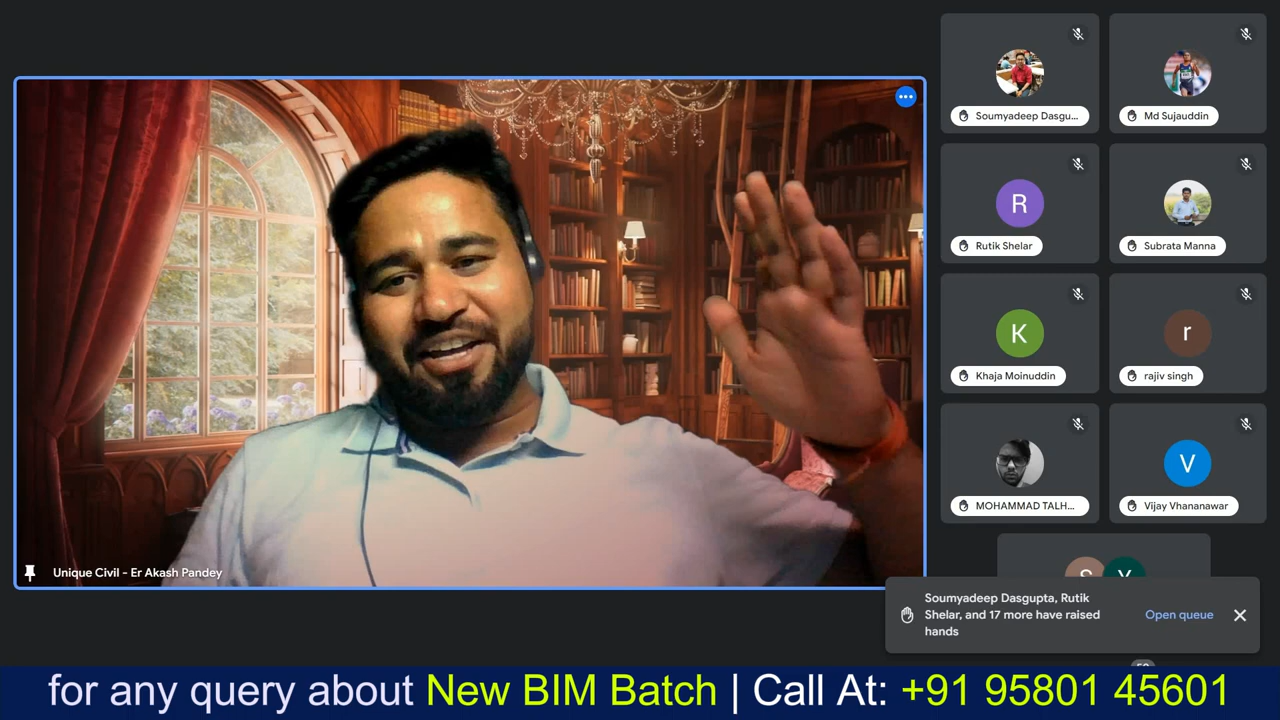 Soumyadeep Dasgu...
Md Sujauddin
R
Rutik Shelar
Subrata Manna
K
Khaja Moinuddin
r
rajiv singh
MOHAMMAD TALH...
V
Vijay Vhananawar
Unique Civil - Er Akash Pandey
Soumyadeep Dasgupta, Rutik
Shelar, and 17 more have raised
hands
Open queue
for any query about New BIM Batch | Call At: +91 95801 45601